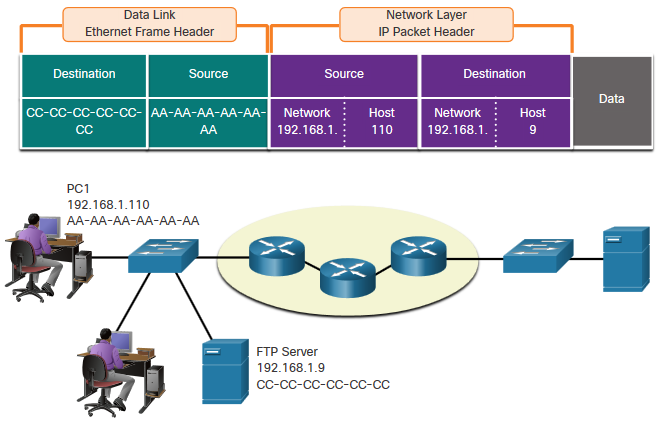 Data Link
Ethernet Frame Header
Network Layer
IP Packet Header
Destination
Source
Source
Destination
Data
CC-CC-CC-CC-CC-
CC
AA-AA-AA-AA-AA-
AA
Network
192.168.1.
Host
110
Network
192.168.1.
Host
9
PC1
192.168.1.110
AA-AA-AA-AA-AA-AA
FTP Server
192.168.1.9
CC-CC-CC-CC-CC-CC